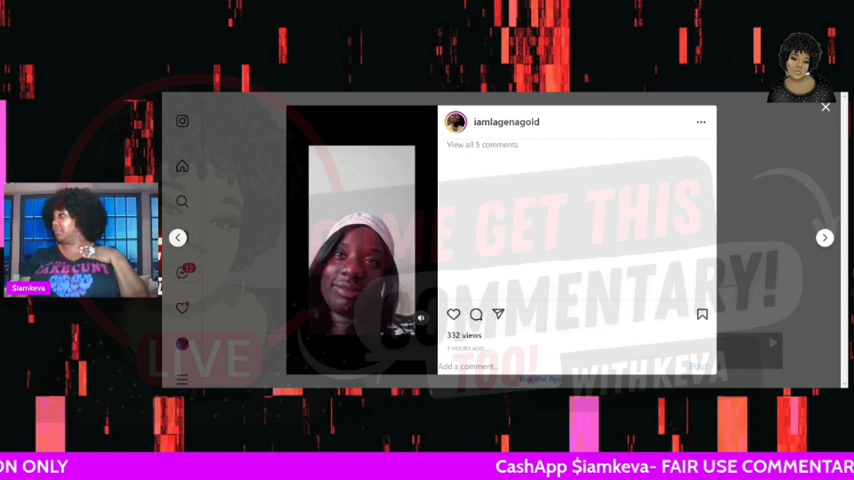 iamlagenagold
View all 5 comments
COME GET THIS
COMMENTARY!
TOO!
WITH KEVA
LIVE
12
$iamkeva
332 views
Add a comment...
Post
ON ONLY
CashApp $iamkeva- FAIR USE COMMENTAR